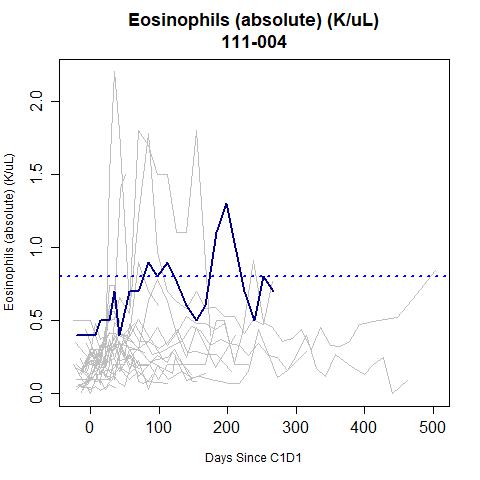 Eosinophils (absolute) (K/uL)
111-004
Eosinophils (absolute) (K/uL)
2.0
1.5
1.0
0.5
0.0
0 100 200 300 400 500
Days Since C1D1